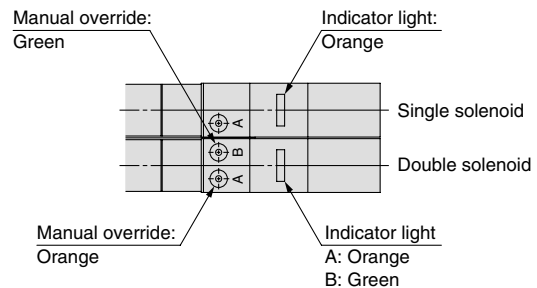 Manual override:
Green
Indicator light:
Orange
A
Single solenoid
B
Double solenoid
A
Manual override:
Orange
Indicator light
A: Orange
B: Green